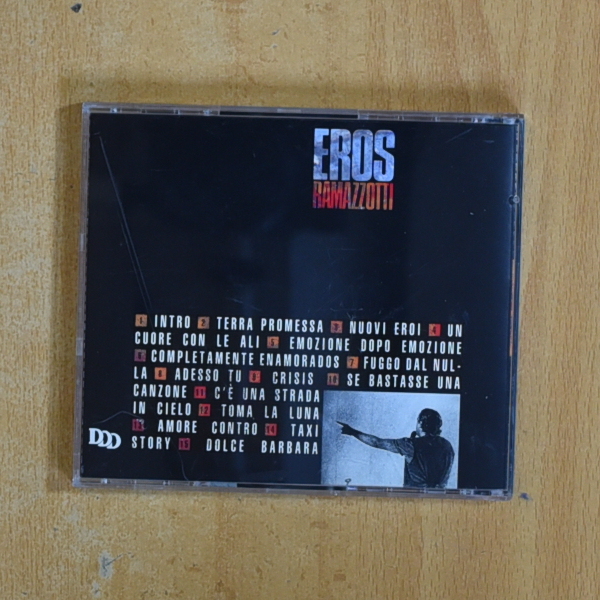 EROS
RAMAZZOTTI
1 INTRO 2 TERRA PROMESSA 3 NUOVI EROI 4 UN
CUORE CON LE ALI 5 EMOZIONE DOPO EMOZIONE
6 COMPLETAMENTE ENAMORADOS 7 FUGGO DAL NUL-
LA 8 ADESSO TU 9 CRISIS 10 SE BASTASSE UNA
CANZONE 11 C'È UNA STRADA
IN CIELO 12 TOMA LA LUNA
13 AMORE CONTRO 14 TAXI
STORY 15 DOLCE BARBARA
DDD